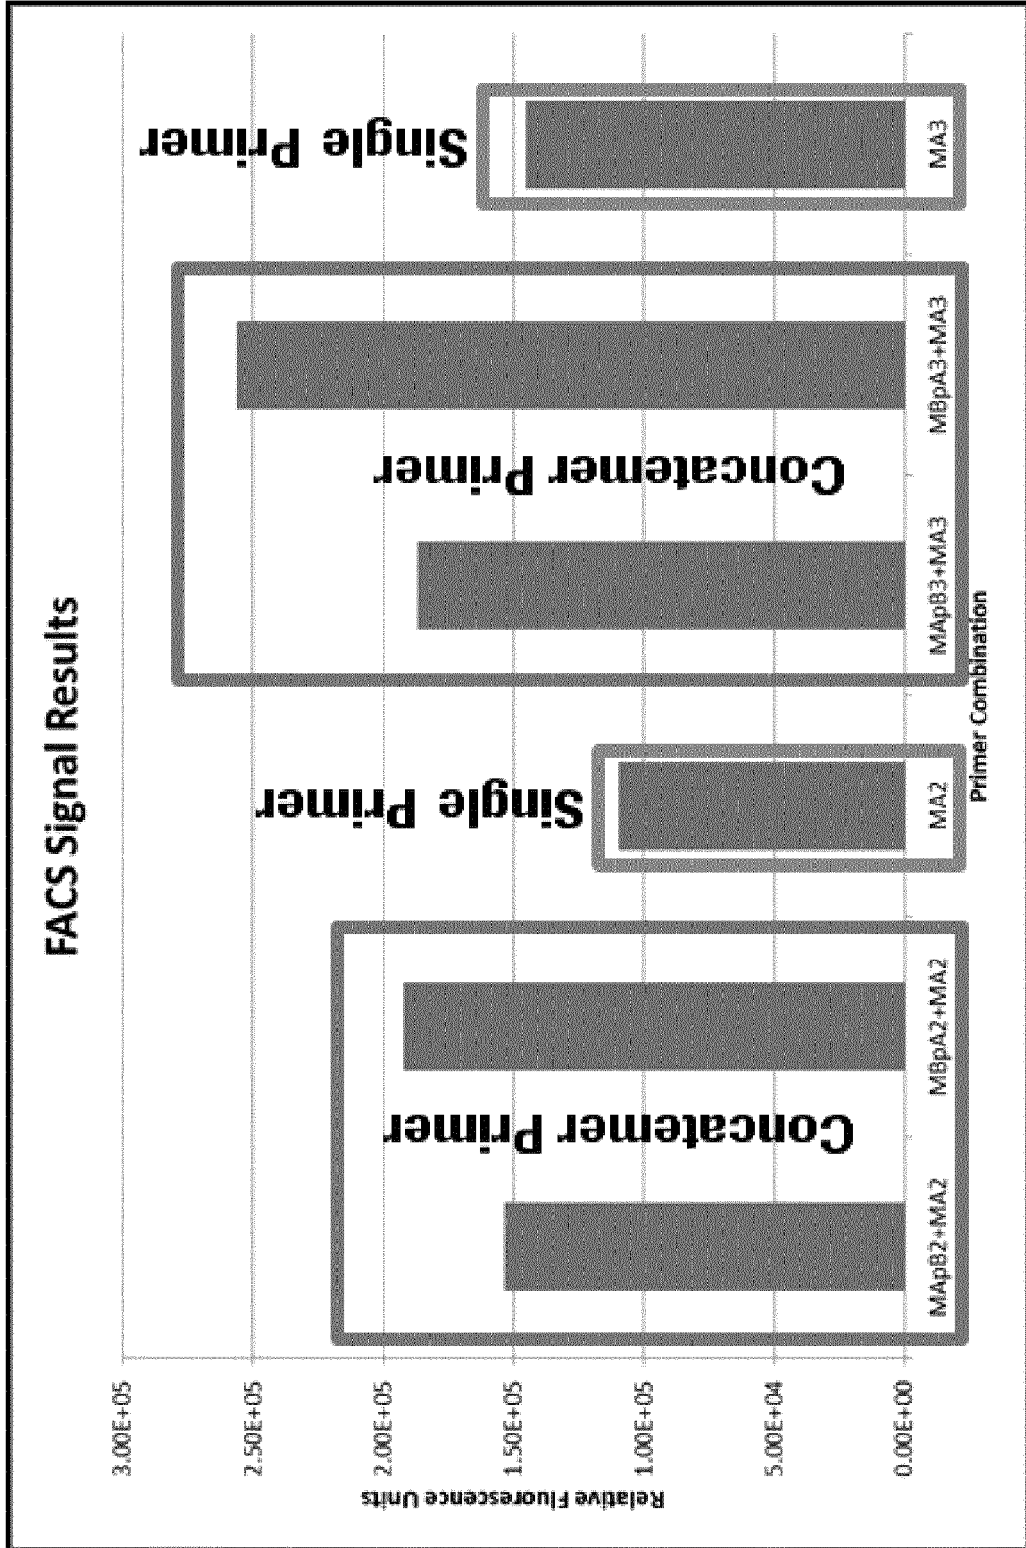 FACS Signal Results
Relative Fluorescence Units
3.00E+05
2.50E+05
2.00E+05
1.50E+05
1.00E+05
5.00E+04
0.00E+00
Concatemer Primer
Single Primer
Concatemer Primer
Single Primer
MApB2+MA2
MBpA2+MA2
MA2
MApB3+MA3
MBpA3+MA3
MA3
Primer Combination